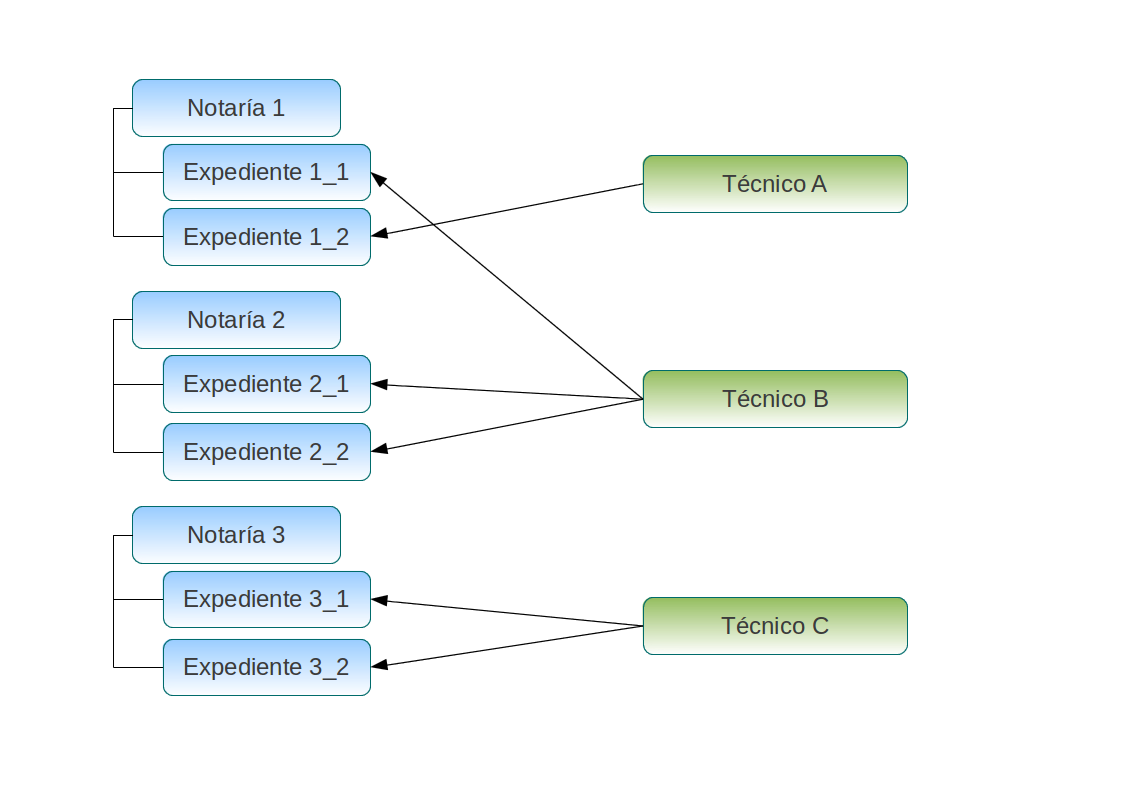 Notaría 1
Expediente 1_1
Expediente 1_2
Notaría 2
Expediente 2_1
Expediente 2_2
Notaría 3
Expediente 3_1
Expediente 3_2
Técnico A
Técnico B
Técnico C